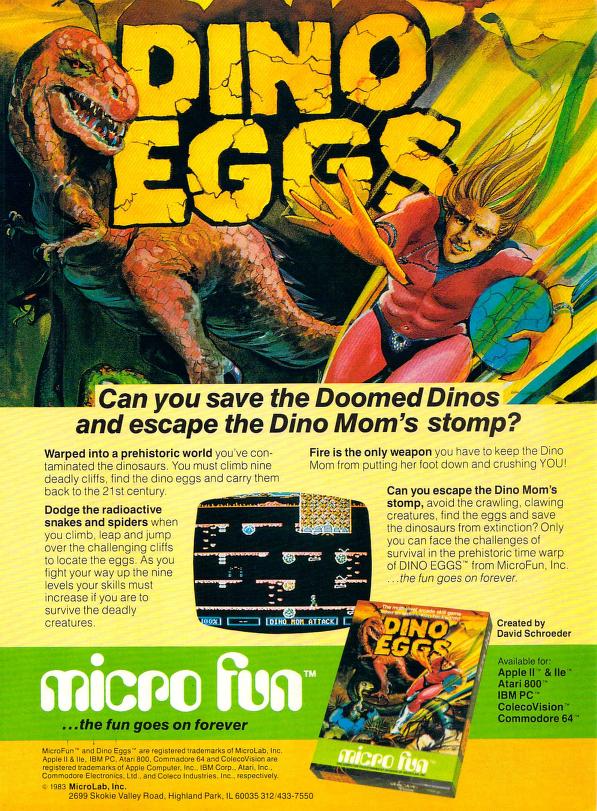 DINO
EGGS
Can you save the Doomed Dinos
and escape the Dino Mom's stomp?
Warped into a prehistoric world you've con-
taminated the dinosaurs. You must climb nine
deadly cliffs, find the dino eggs and carry them
back to the 21st century.
Dodge the radioactive
snakes and spiders when
you climb, leap and jump
over the challenging cliffs
to locate the eggs. As you
fight your way up the nine
levels your skills must
increase if you are to
survive the deadly
creatures.
Fire is the only weapon you have to keep the Dino
Mom from putting her foot down and crushing YOU!
Can you escape the Dino Mom's
stomp, avoid the crawling, clawing
creatures, find the eggs and save
the dinosaurs from extinction? Only
you can face the challenges of
survival in the prehistoric time warp
of DINO EGGS™ from MicroFun, Inc.
...the fun goes on forever.
100% DINO MOM ATTACK
DINO
EGGS
micro fun
Created by
David Schroeder
Available for:
Apple II™ & IIe™
Atari 800™
IBM PC™
ColecoVision™
Commodore 64™
micro fun™
...the fun goes on forever
MicroFun™ and Dino Eggs™ are registered trademarks of MicroLab, Inc.
Apple II & IIe, IBM PC, Atari 800, Commodore 64 and ColecoVision are
registered trademarks of Apple Computer, Inc., IBM Corp., Atari, Inc.,
Commodore Electronics, Ltd., and Coleco Industries, Inc., respectively.
© 1983 MicroLab, Inc.
2699 Skokie Valley Road, Highland Park, IL 60035 312/433-7550